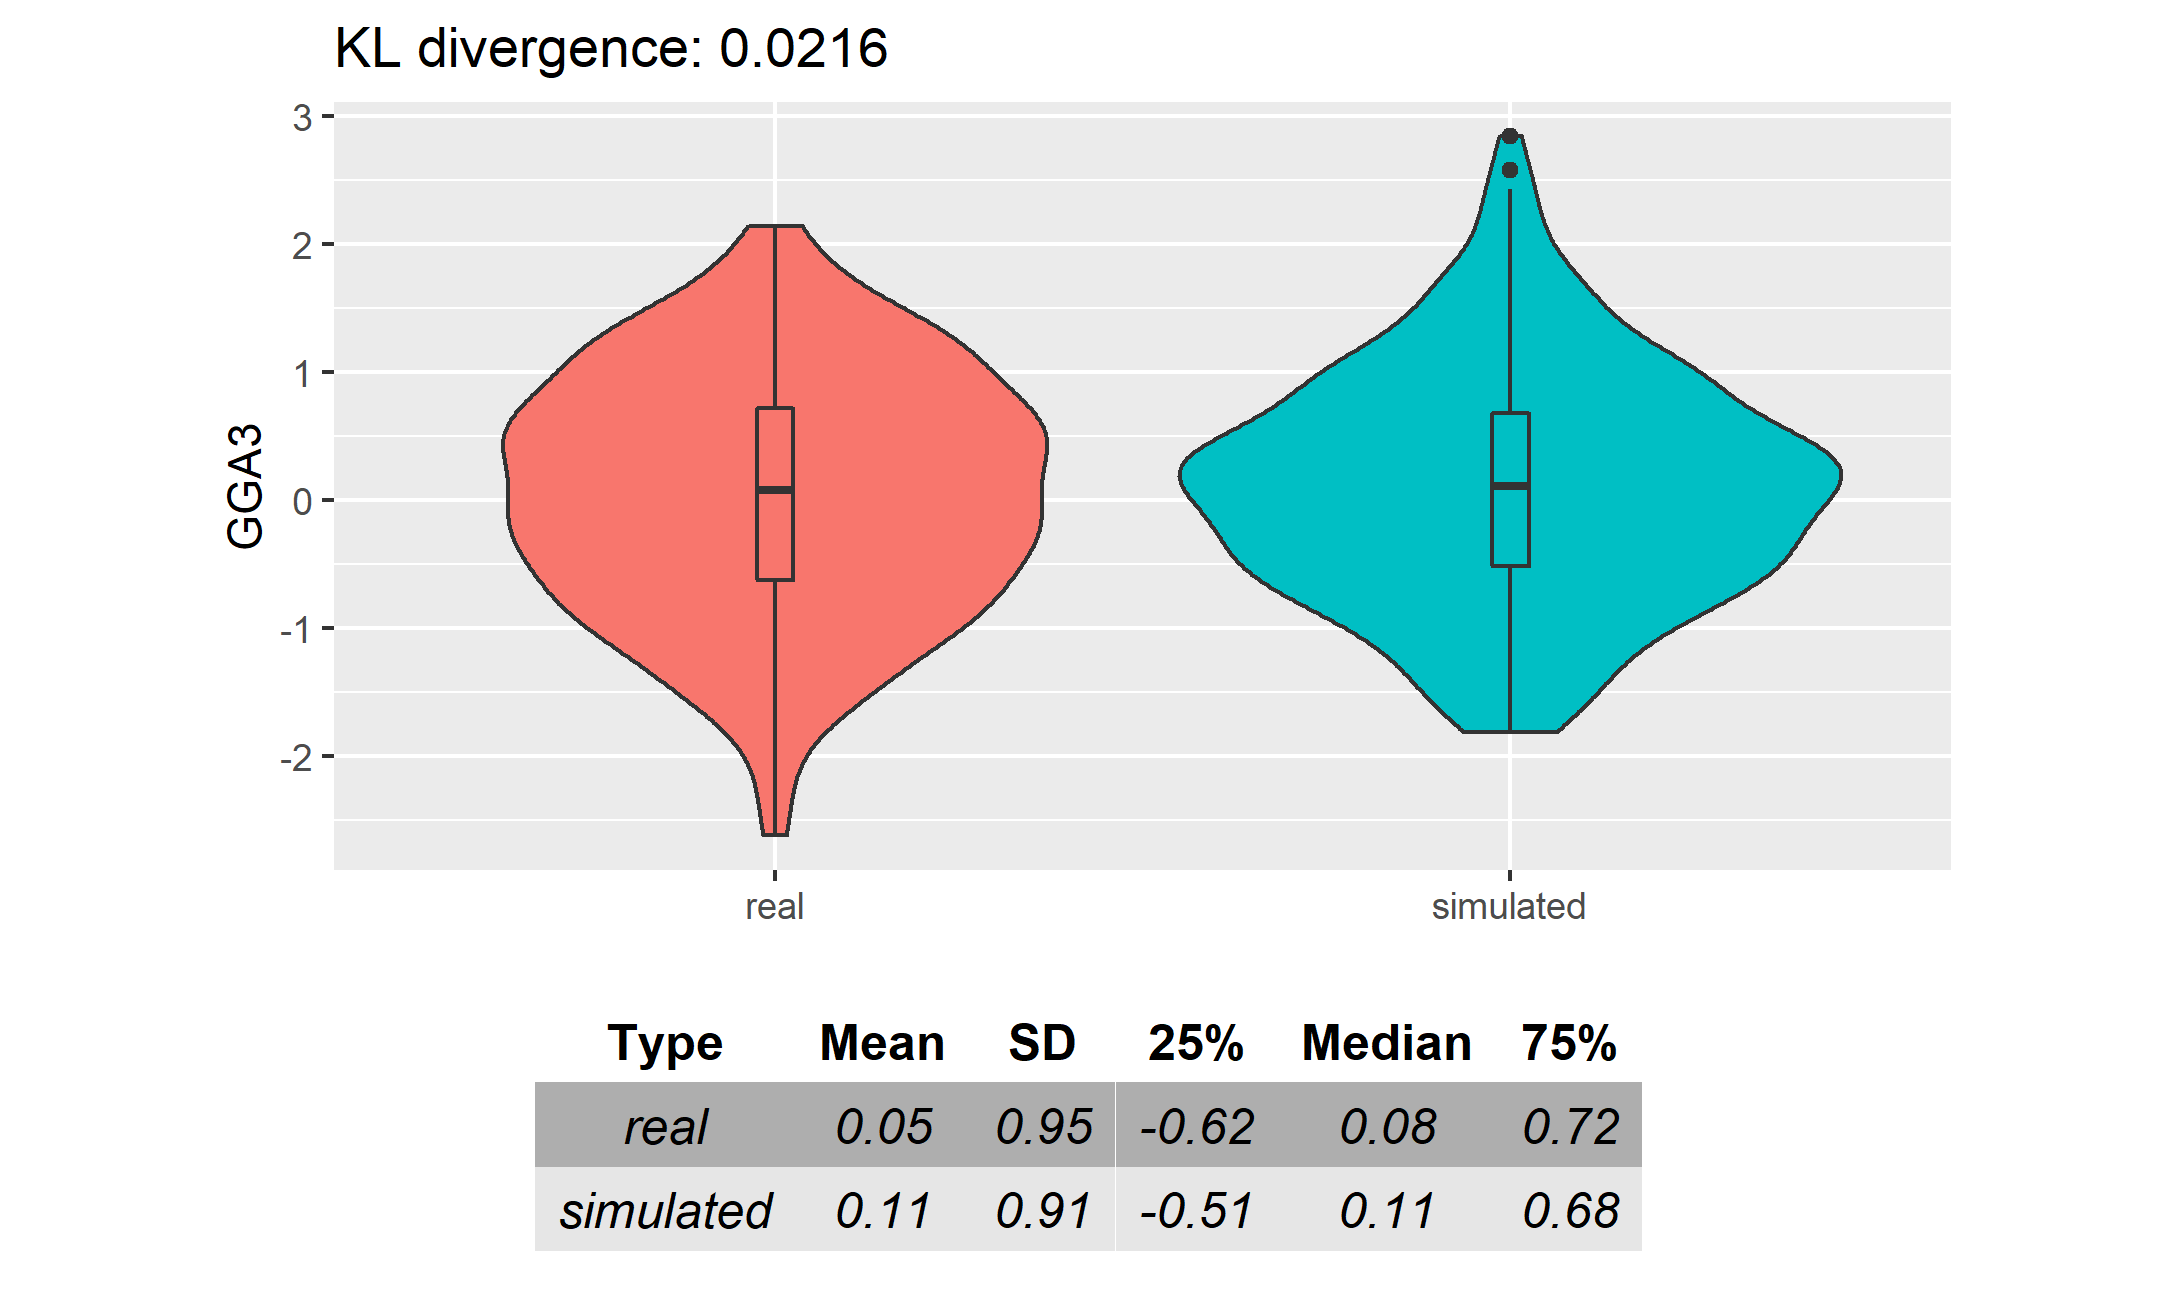 KL divergence: 0.0216
3
2
1
0
-1
-2
GGA3
real simulated
Type Mean SD 25% Median 75%
real 0.05 0.95 -0.62 0.08 0.72
simulated 0.11 0.91 -0.51 0.11 0.68